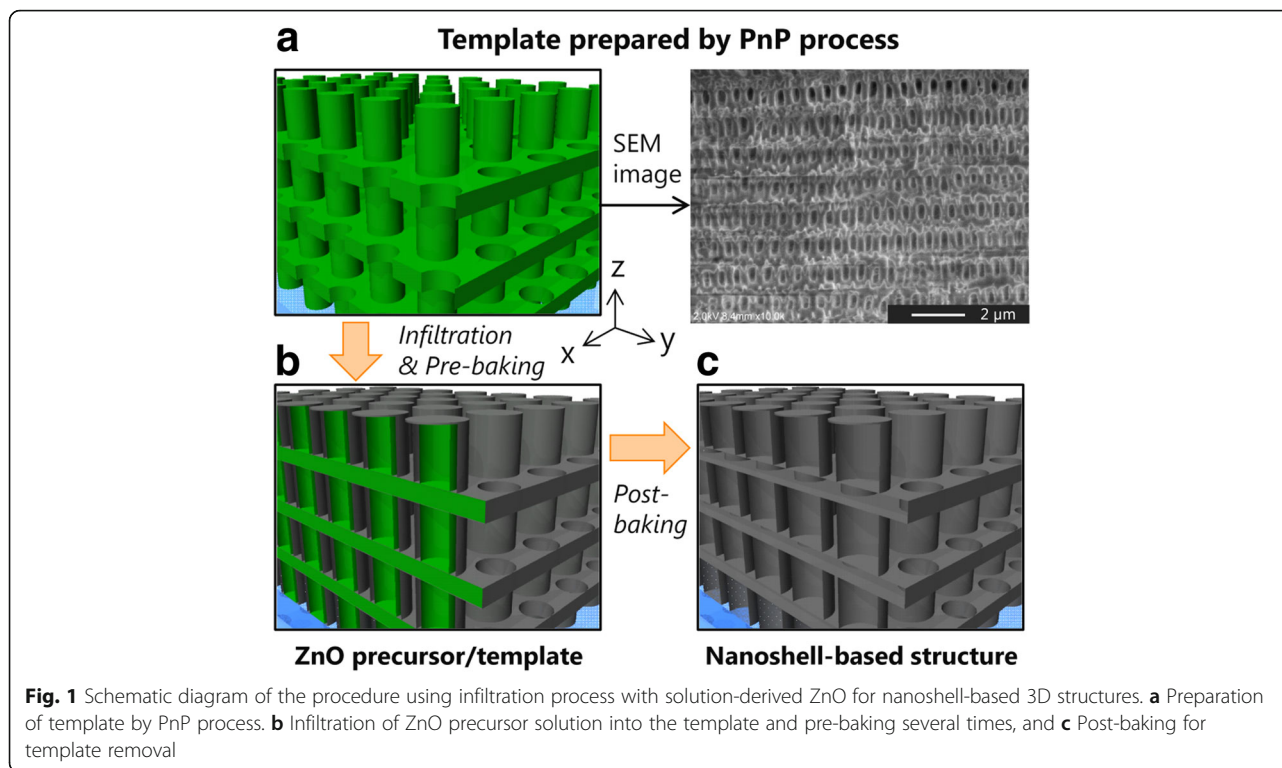 a
Template prepared by PnP process
SEM
image
2.0kV 8.4mm x10.0k
2 μm
z
x
y
Infiltration
& Pre-baking
b
c
Post-
baking
ZnO precursor/template
Nanoshell-based structure
Fig. 1 Schematic diagram of the procedure using infiltration process with solution-derived ZnO for nanoshell-based 3D structures. a Preparation
of template by PnP process. b Infiltration of ZnO precursor solution into the template and pre-baking several times, and c Post-baking for
template removal